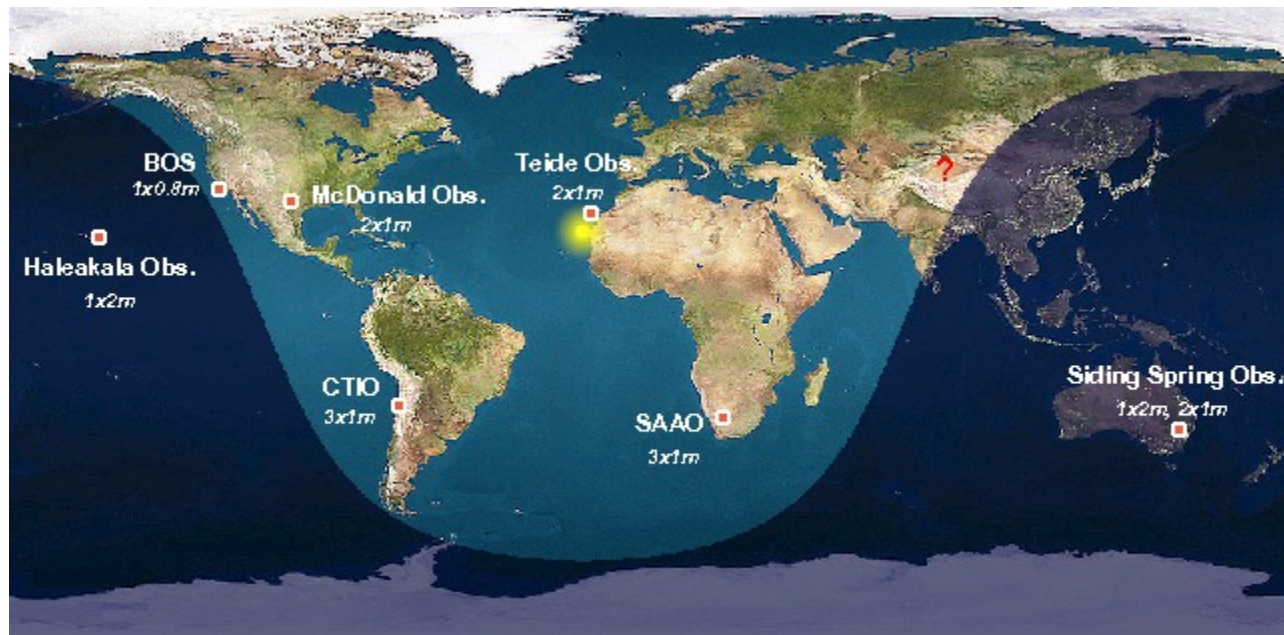 BOS
1x0.8m
McDonald Obs.
2x1m
Teide Obs.
2x1m
?
Haleakala Obs.
1x2m
CTIO
3x1m
SAAO
3x1m
Siding Spring Obs.
1x2m, 2x1m